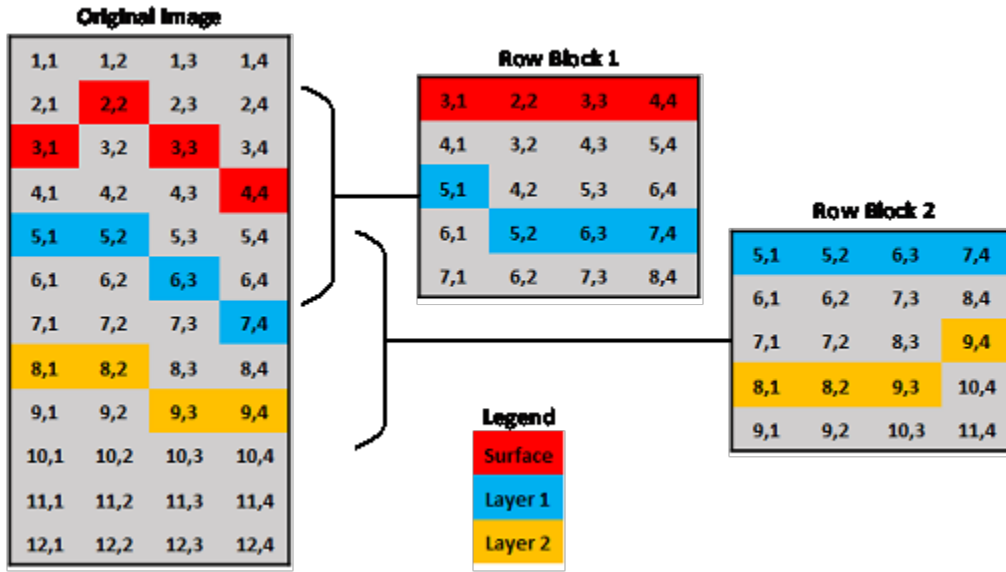 Original Image
1,1 1,2 1,3 1,4
2,1 2,2 2,3 2,4
3,1 3,2 3,3 3,4
4,1 4,2 4,3 4,4
5,1 5,2 5,3 5,4
6,1 6,2 6,3 6,4
7,1 7,2 7,3 7,4
8,1 8,2 8,3 8,4
9,1 9,2 9,3 9,4
10,1 10,2 10,3 10,4
11,1 11,2 11,3 11,4
12,1 12,2 12,3 12,4
Row Block 1
3,1 2,2 3,3 4,4
4,1 3,2 4,3 5,4
5,1 4,2 5,3 6,4
6,1 5,2 6,3 7,4
7,1 6,2 7,3 8,4
Row Block 2
5,1 5,2 6,3 7,4
6,1 6,2 7,3 8,4
7,1 7,2 8,3 9,4
8,1 8,2 9,3 10,4
9,1 9,2 10,3 11,4
Legend
Surface
Layer 1
Layer 2